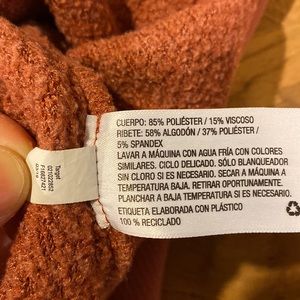 CUERPO: 85% POLIÉSTER / 15% VISCOSO
RIBETE: 58% ALGODÓN / 37% POLIÉSTER /
5% SPANDEX
LAVAR A MÁQUINA CON AGUA FRÍA CON COLORES
SIMILARES. CICLO DELICADO. SÓLO BLANQUEADOR
SIN CLORO SI ES NECESARIO. SECAR A MÁQUINA A
TEMPERATURA BAJA. RETIRAR OPORTUNAMENTE.
PLANCHAR A BAJA TEMPERATURA SI ES NECESARIO.
ETIQUETA ELABORADA CON PLÁSTICO
100 % RECICLADO
Target